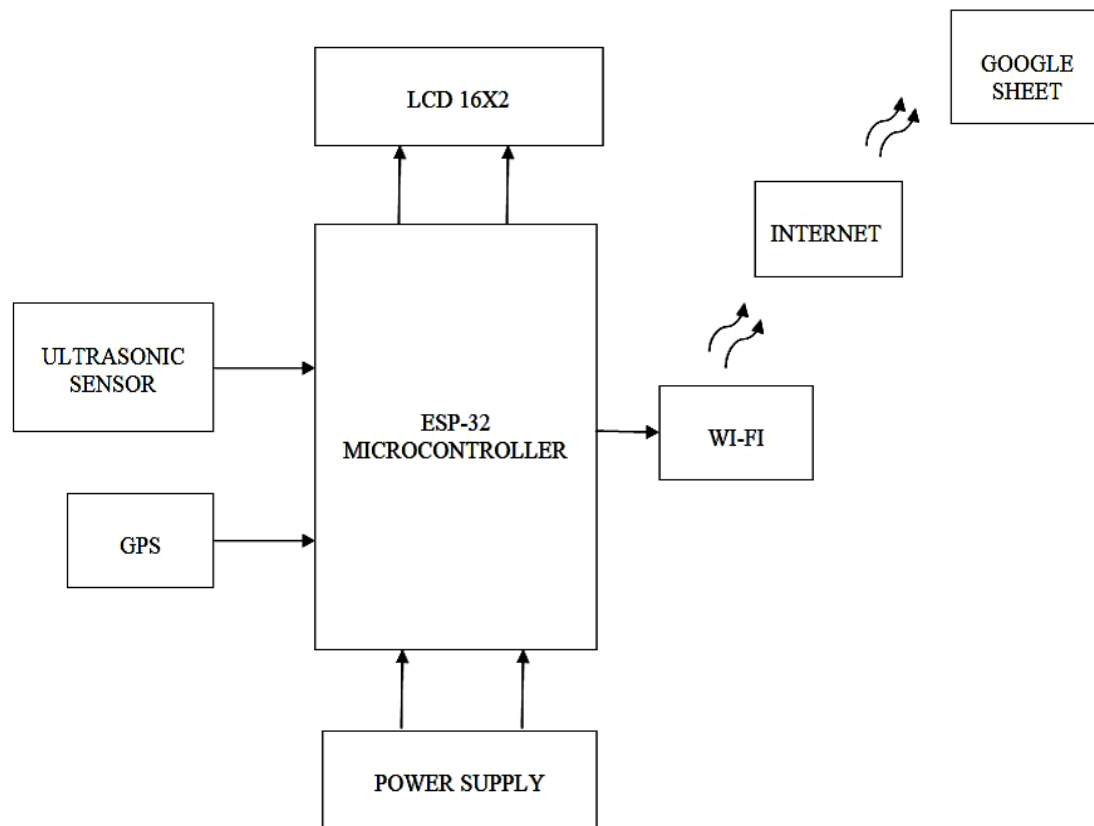 GOOGLE
SHEET
LCD 16X2
INTERNET
ULTRASONIC
SENSOR
ESP-32
MICROCONTROLLER
WI-FI
GPS
POWER SUPPLY